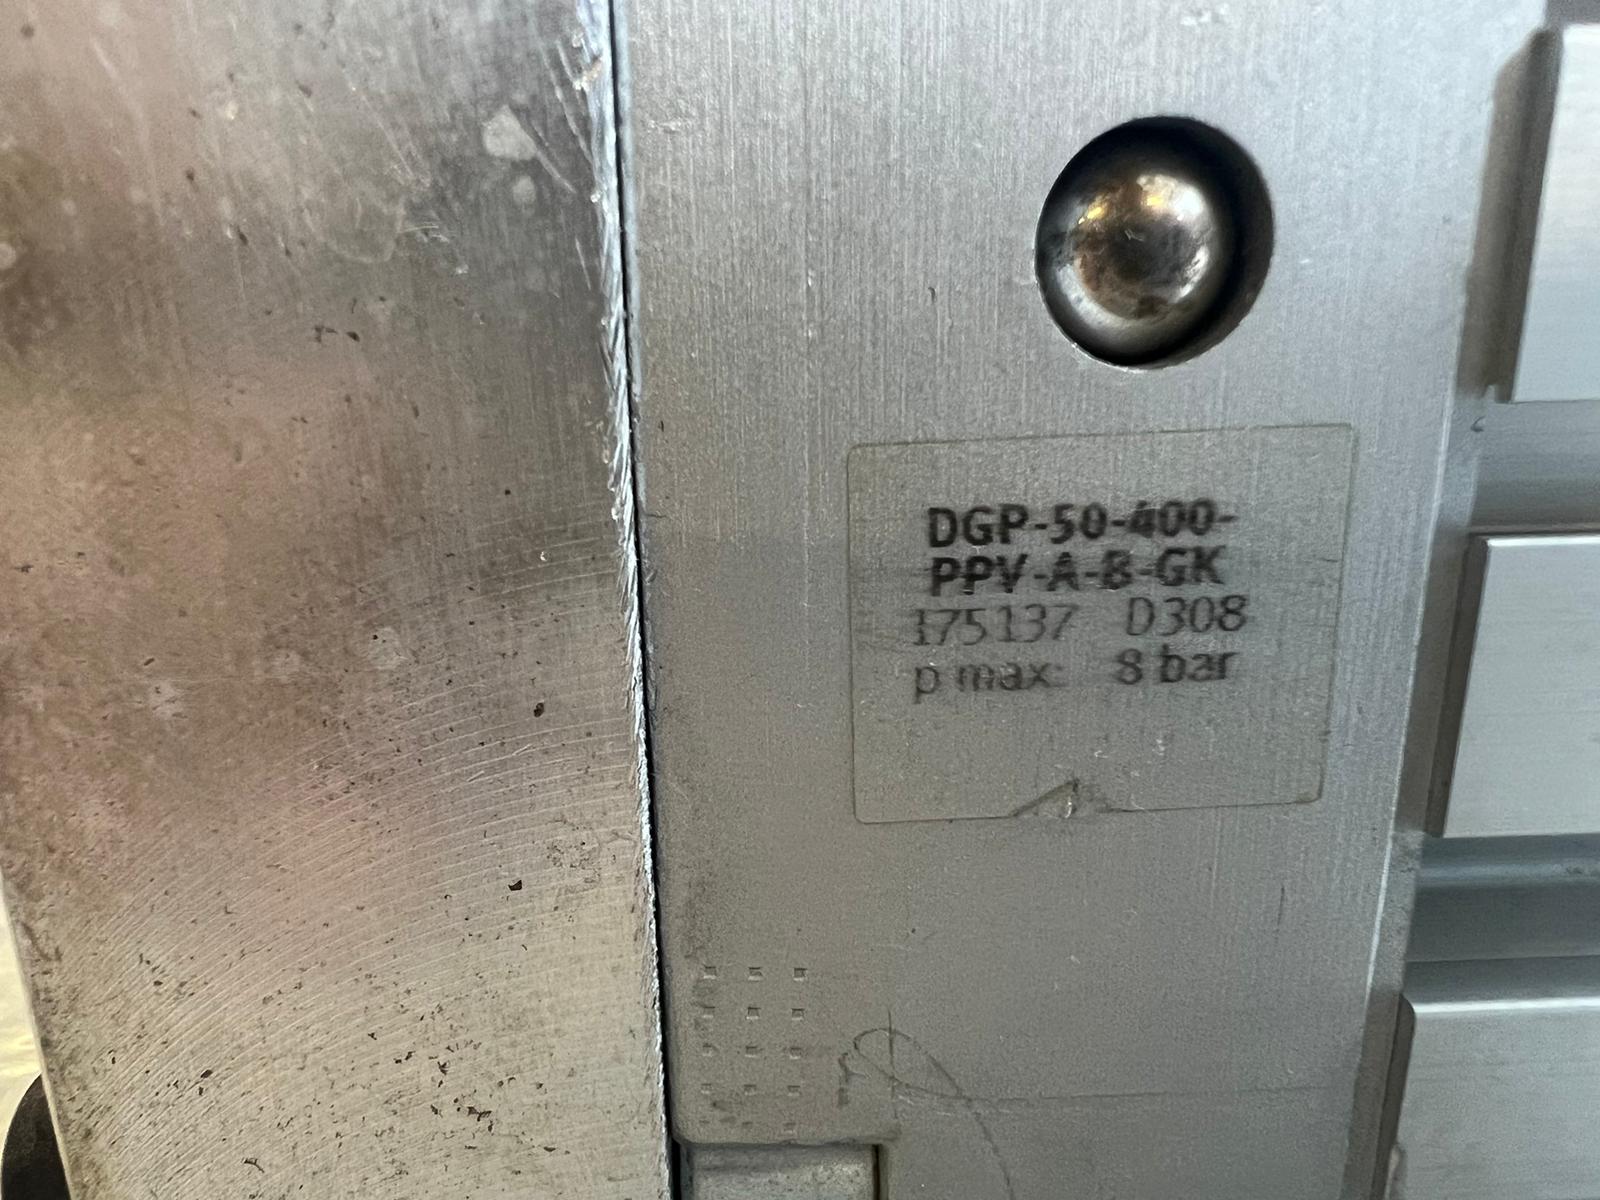 DGP-50-400-
PPV-A-B-GK
175137 D308
p max: 8 bar